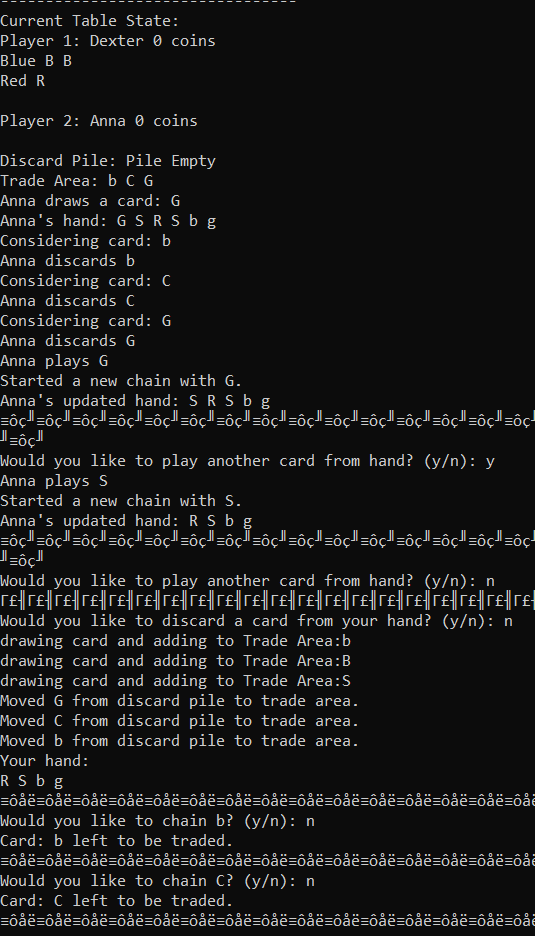 ---------------------------------
Current Table State:
Player 1: Dexter 0 coins
Blue B B
Red R
Player 2: Anna 0 coins
Discard Pile: Pile Empty
Trade Area: b C G
Anna draws a card: G
Anna's hand: G S R S b g
Considering card: b
Anna discards b
Considering card: C
Anna discards C
Considering card: G
Anna discards G
Anna plays G
Started a new chain with G.
Anna's updated hand: S R S b g
≡ôç╜≡ôç╜≡ôç╜≡ôç╜≡ôç╜≡ôç╜≡ôç╜≡ôç╜≡ôç╜≡ôç╜≡ôç╜≡ôç╜≡ôç╜≡ôç╜≡ôç╜
╜≡ôç╜
Would you like to play another card from hand? (y/n): y
Anna plays S
Started a new chain with S.
Anna's updated hand: R S b g
≡ôç╜≡ôç╜≡ôç╜≡ôç╜≡ôç╜≡ôç╜≡ôç╜≡ôç╜≡ôç╜≡ôç╜≡ôç╜≡ôç╜≡ôç╜≡ôç╜≡ôç╜
╜≡ôç╜
Would you like to play another card from hand? (y/n): n
Γ£╢Γ£╢Γ£╢Γ£╢Γ£╢Γ£╢Γ£╢Γ£╢Γ£╢Γ£╢Γ£╢Γ£╢Γ£╢Γ£╢Γ£╢Γ£╢Γ£╢Γ£╢Γ£╢Γ£╢
Would you like to discard a card from your hand? (y/n): n
drawing card and adding to Trade Area:b
drawing card and adding to Trade Area:B
drawing card and adding to Trade Area:S
Moved G from discard pile to trade area.
Moved C from discard pile to trade area.
Moved b from discard pile to trade area.
Your hand:
R S b g
≡ôåë≡ôåë≡ôåë≡ôåë≡ôåë≡ôåë≡ôåë≡ôåë≡ôåë≡ôåë≡ôåë≡ôåë≡ôåë≡ôåë≡ôåë
Would you like to chain b? (y/n): n
Card: b left to be traded.
≡ôåë≡ôåë≡ôåë≡ôåë≡ôåë≡ôåë≡ôåë≡ôåë≡ôåë≡ôåë≡ôåë≡ôåë≡ôåë≡ôåë≡ôåë
Would you like to chain C? (y/n): n
Card: C left to be traded.
≡ôåë≡ôåë≡ôåë≡ôåë≡ôåë≡ôåë≡ôåë≡ôåë≡ôåë≡ôåë≡ôåë≡ôåë≡ôåë≡ôåë≡ôåë